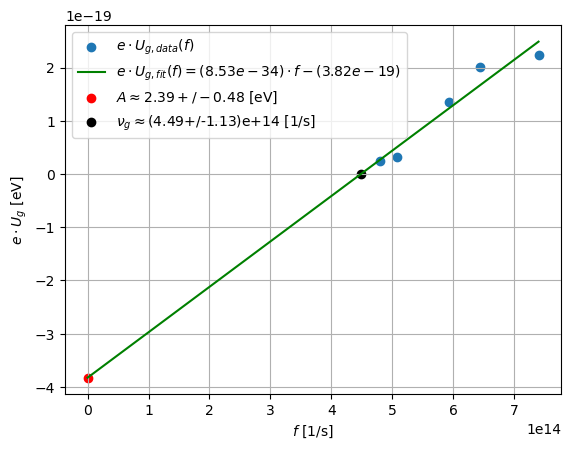 1e−19
e · U_{g, data}(f)
e · U_{g, fit}(f) = (8.53e − 34) · f − (3.82e − 19)
A ≈ 2.39 + / − 0.48 [eV]
ν_g ≈(4.49+/-1.13)e+14 [1/s]
2
1
0
−1
−2
−3
−4
e · U_g [eV]
0 1 2 3 4 5 6 7
1e14
f [1/s]